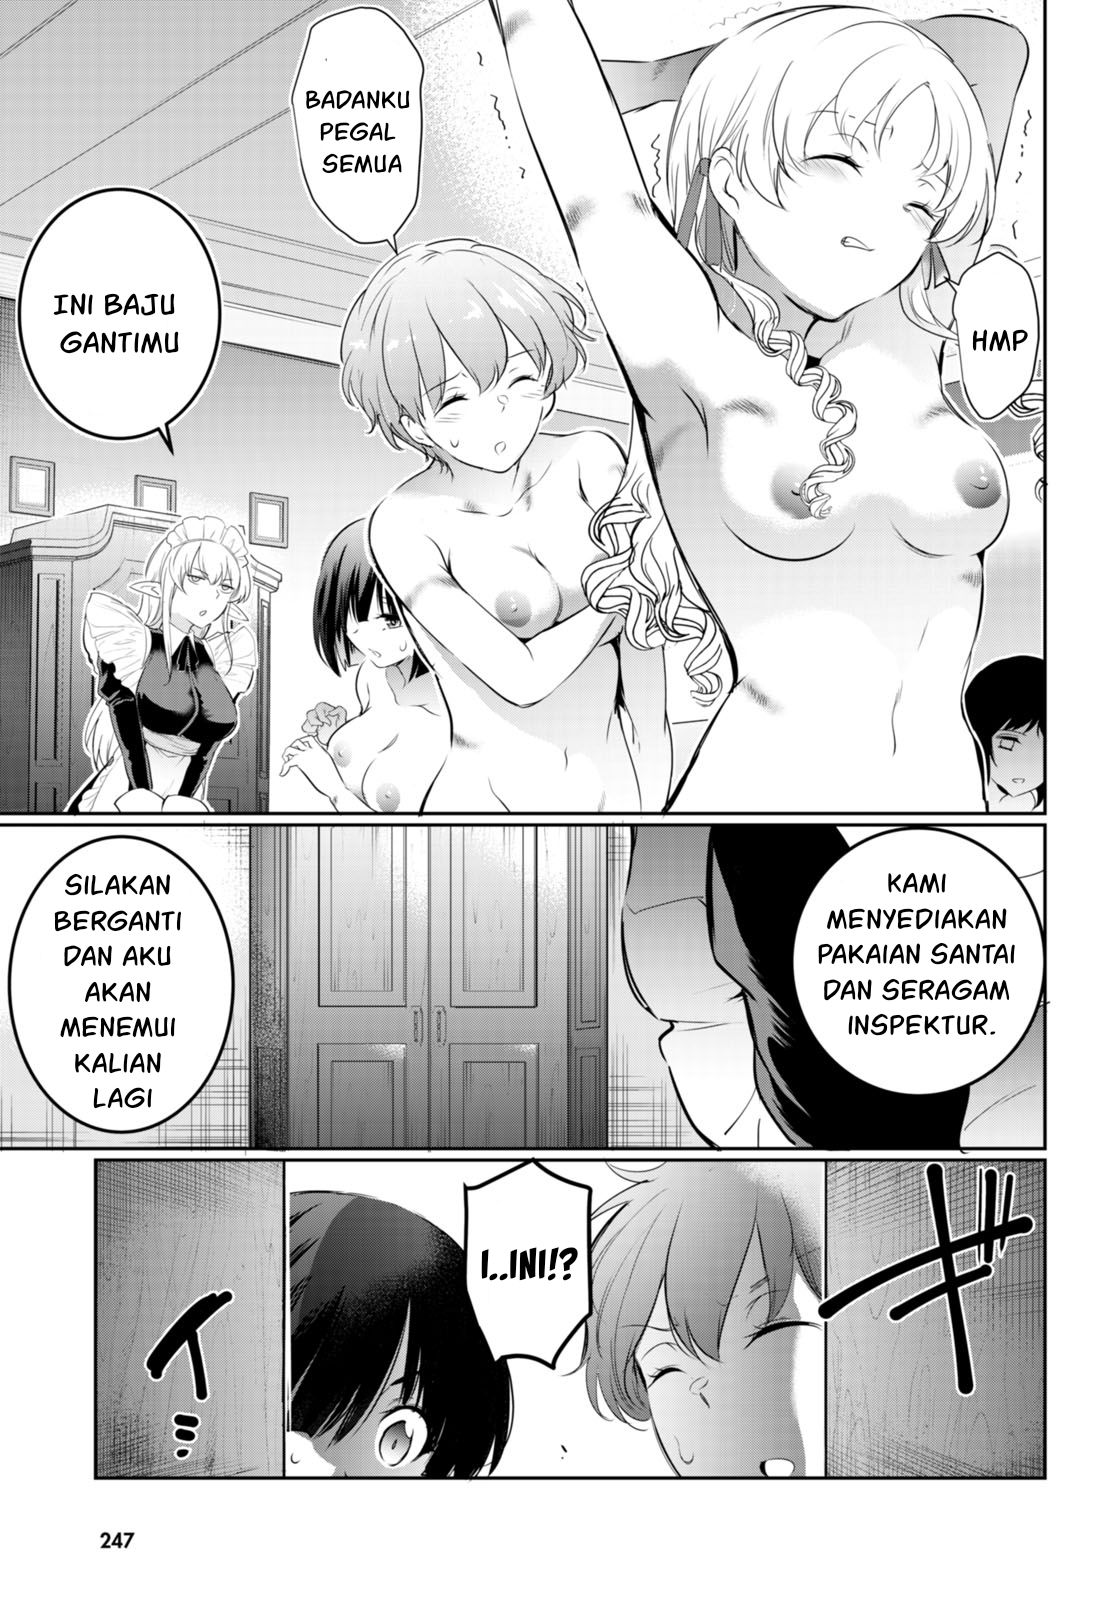 HMP
BADANKU
PEGAL
SEMUA
INI BAJU
GANTIMU
KAMI
MENYEDIAKAN
PAKAIAN SANTAI
DAN SERAGAM
INSPEKTUR.
SILAKAN
BERGANTI
DAN AKU
AKAN
MENEMUI
KALIAN
LAGI
ギ
I..INI!?
イ…
247